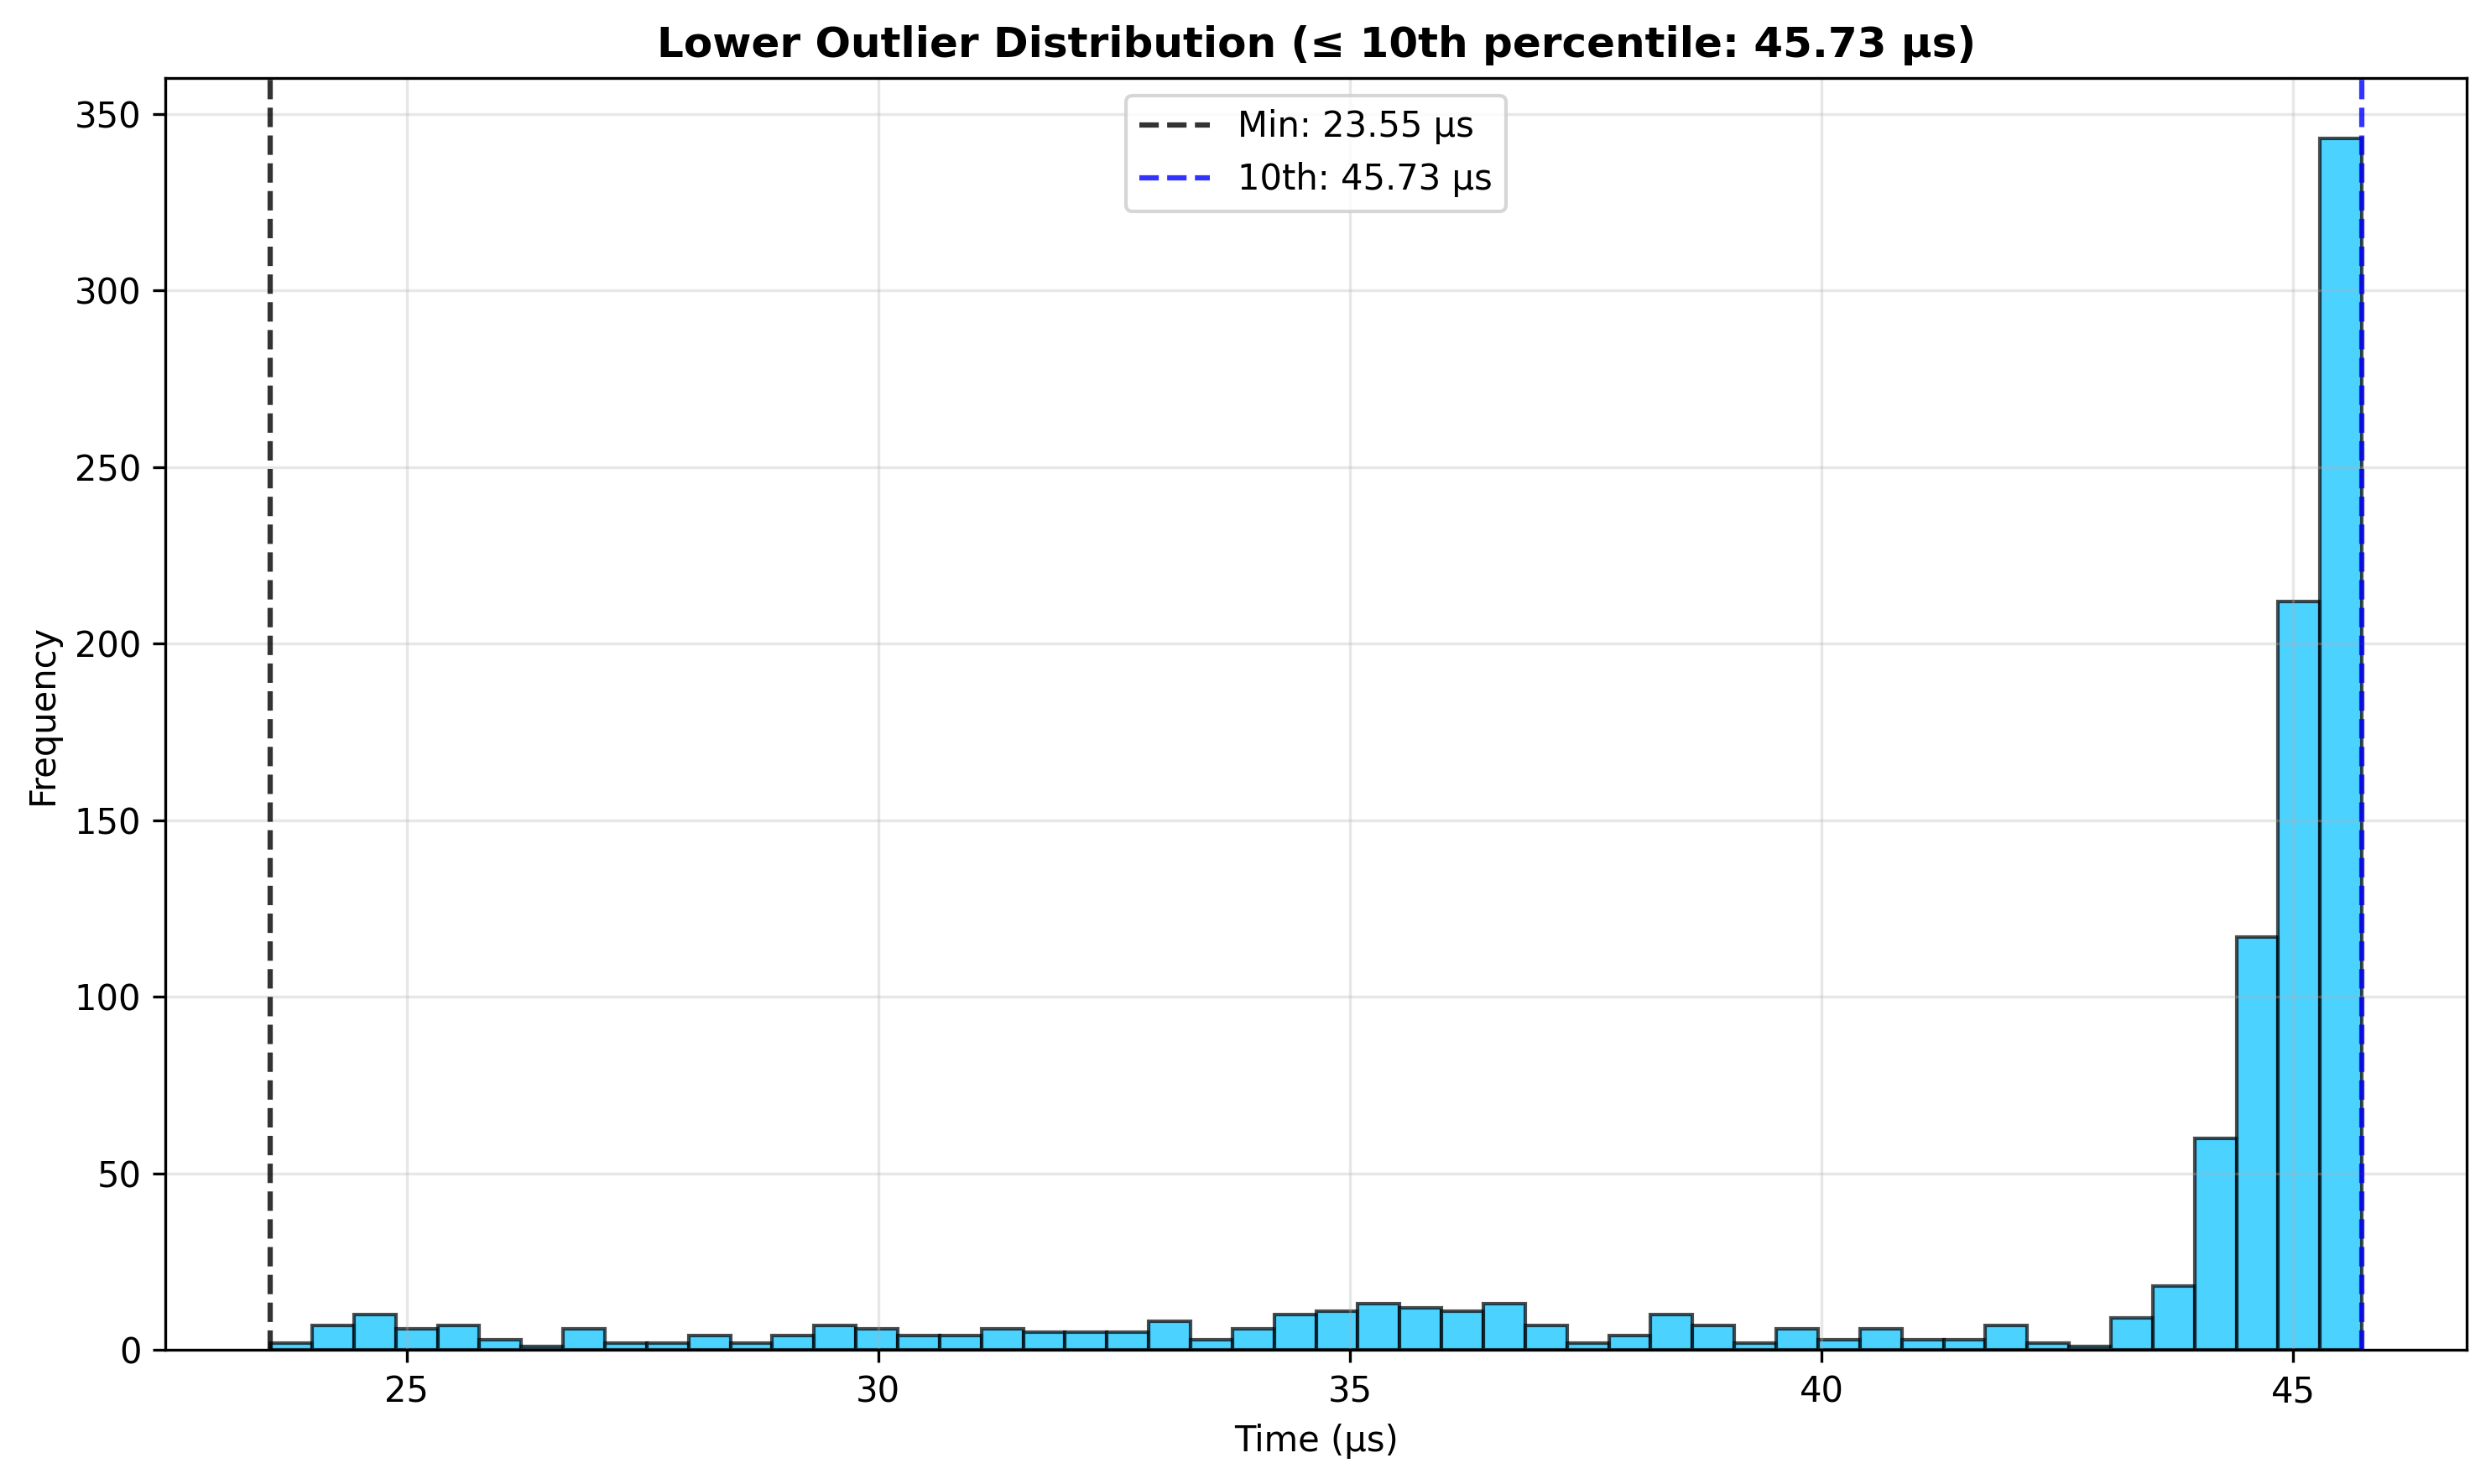 Lower Outlier Distribution (≤ 10th percentile: 45.73 µs)
Min: 23.55 µs
10th: 45.73 µs
350
300
250
200
150
100
50
0
Frequency
25 30 35 40 45
Time (µs)